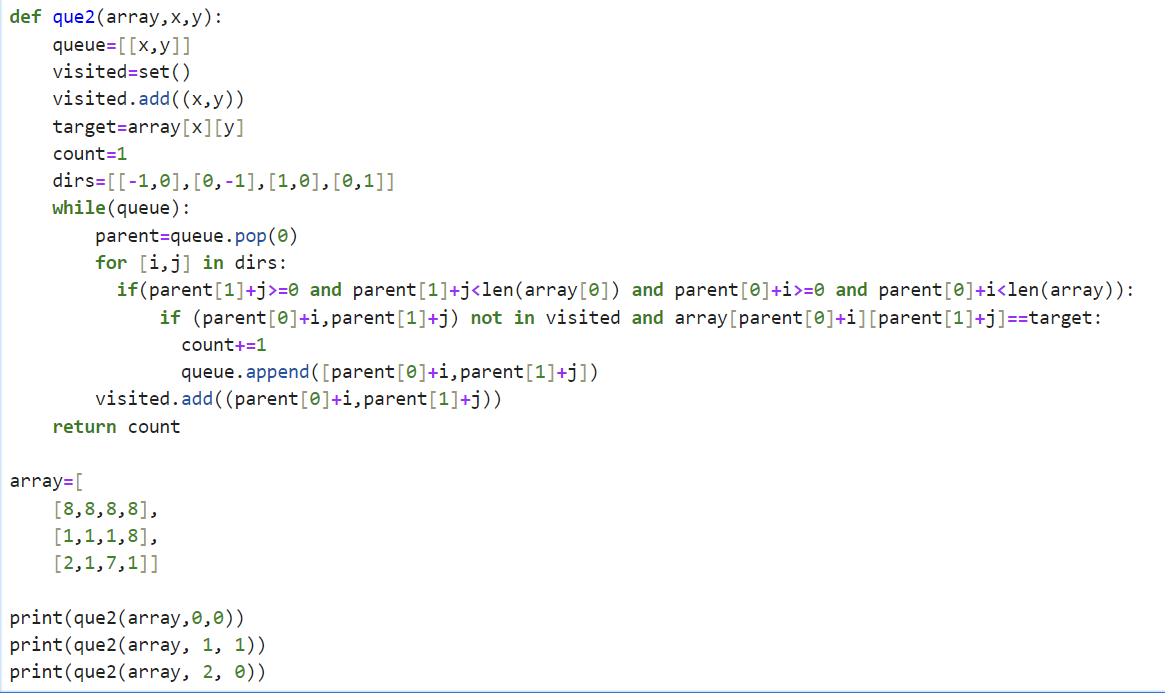 def que2(array,x,y):
    queue=[[x,y]]
    visited=set()
    visited.add((x,y))
    target=array[x][y]
    count=1
    dirs=[[-1,0],[0,-1],[1,0],[0,1]]
    while(queue):
        parent=queue.pop(0)
        for [i,j] in dirs:
          if(parent[1]+j>=0 and parent[1]+j<len(array[0]) and parent[0]+i>=0 and parent[0]+i<len(array)):
              if (parent[0]+i,parent[1]+j) not in visited and array[parent[0]+i][parent[1]+j]==target:
                count+=1
                queue.append([parent[0]+i,parent[1]+j])
        visited.add((parent[0]+i,parent[1]+j))
    return count

array=[
    [8,8,8,8],
    [1,1,1,8],
    [2,1,7,1]]

print(que2(array,0,0))
print(que2(array, 1, 1))
print(que2(array, 2, 0))